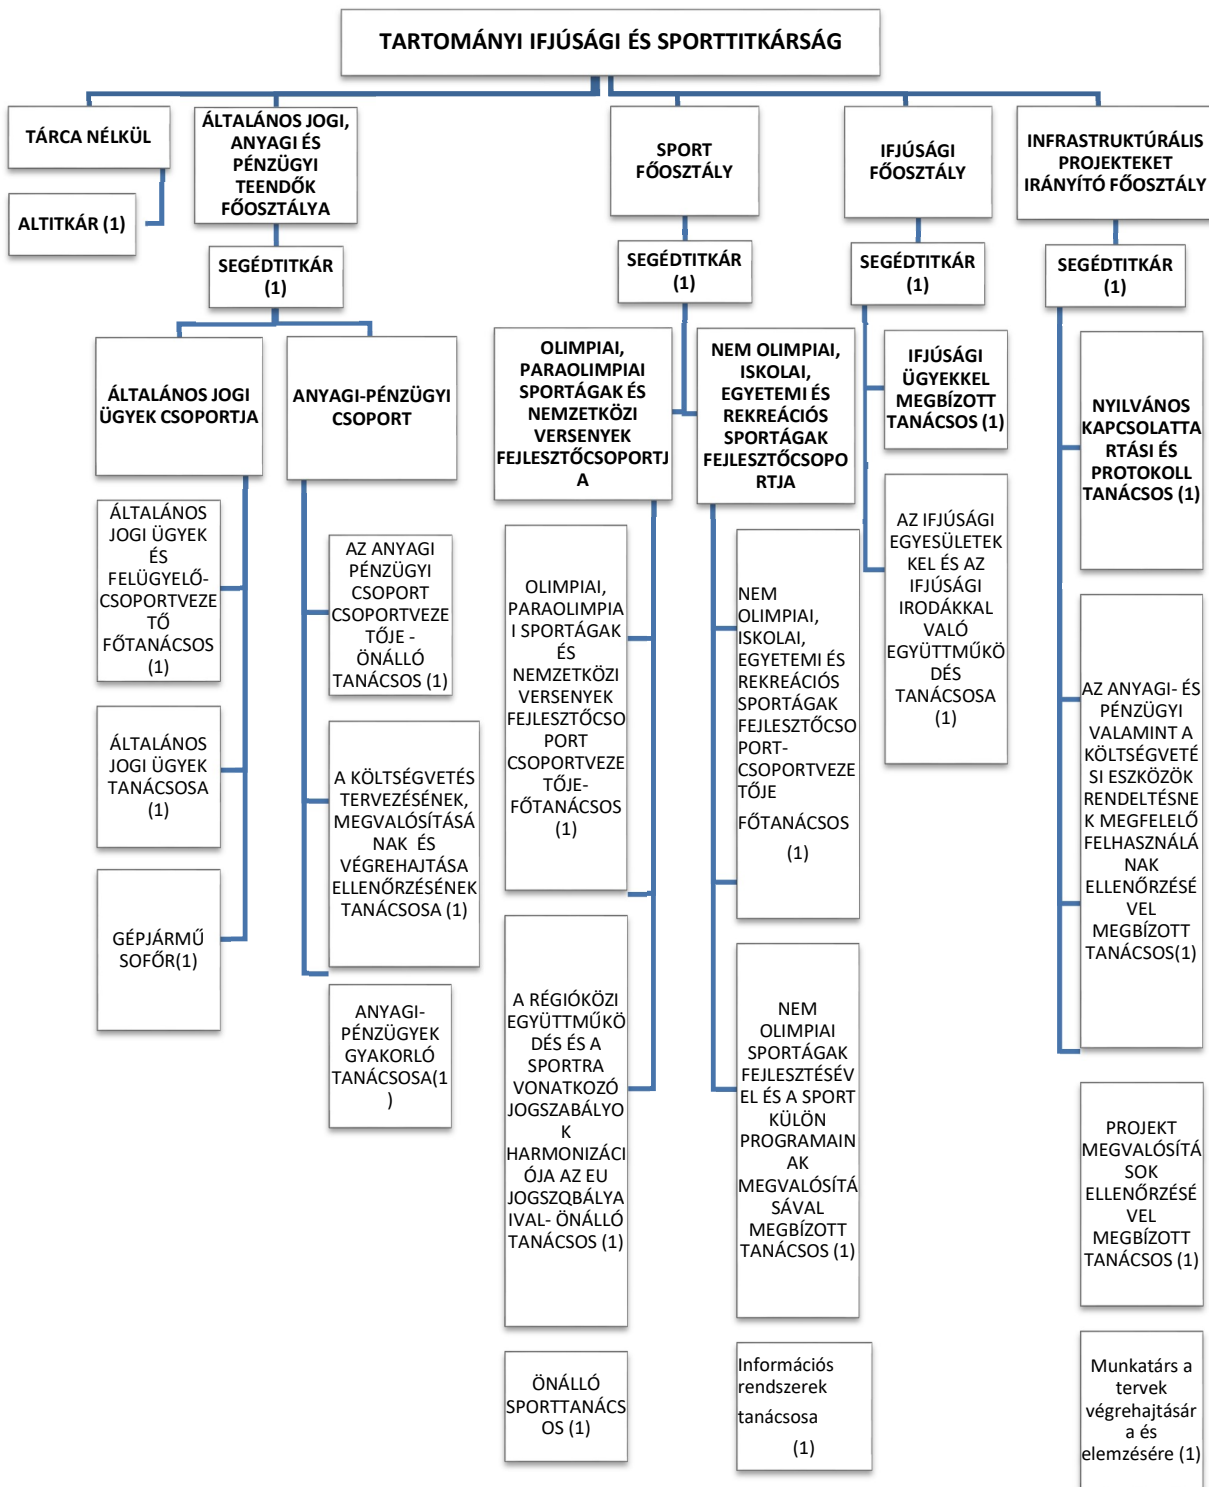 TARTOMÁNYI IFJÚSÁGI ÉS SPORTTITKÁRSÁG
TÁRCA NÉLKÜL
ALTITKÁR (1)
ÁLTALÁNOS JOGI,
ANYAGI ÉS
PÉNZÜGYI
TEENDŐK
FŐOSZTÁLYA
SEGÉDTITKÁR
(1)
ÁLTALÁNOS JOGI
ÜGYEK CSOPORTJA
ÁLTALÁNOS
JOGI ÜGYEK
ÉS
FELÜGYELŐ-
CSOPORTVEZE
TŐ
FŐTANÁCSOS
(1)
ÁLTALÁNOS
JOGI ÜGYEK
TANÁCSOSA
(1)
GÉPJÁRMŰ
SOFŐR(1)
ANYAGI-PÉNZÜGYI
CSOPORT
AZ ANYAGI
PÉNZÜGYI
CSOPORT
CSOPORTVEZE
TŐJE -
ÖNÁLLÓ
TANÁCSOS (1)
A KÖLTSÉGVETÉS
TERVEZÉSÉNEK,
MEGVALÓSÍTÁSÁ
NAK ÉS
VÉGREHAJTÁSA
ELLENŐRZÉSÉNEK
TANÁCSOSA (1)
ANYAGI-
PÉNZÜGYEK
GYAKORLÓ
TANÁCSOSA(1
)
SPORT
FŐOSZTÁLY
SEGÉDTITKÁR
(1)
OLIMPIAI,
PARAOLIMPIAI
SPORTÁGAK ÉS
NEMZETKÖZI
VERSENYEK
FEJLESZTŐCSOPORTJ
A
OLIMPIAI,
PARAOLIMPIA
I SPORTÁGAK
ÉS
NEMZETKÖZI
VERSENYEK
FEJLESZTŐCSO
PORT
CSOPORTVEZE
TŐJE-
FŐTANÁCSOS
(1)
A RÉGIÓKÖZI
EGYÜTTMŰKÖ
DÉS ÉS A
SPORTRA
VONATKOZÓ
JOGSZABÁLYO
K
HARMONIZÁCI
ÓJA AZ EU
JOGSZQBÁLYA
IVAL- ÖNÁLLÓ
TANÁCSOS (1)
ÖNÁLLÓ
SPORTTANÁCS
OS (1)
NEM OLIMPIAI,
ISKOLAI,
EGYETEMI ÉS
REKREÁCIÓS
SPORTÁGAK
FEJLESZTŐCSOPO
RTJA
NEM
OLIMPIAI,
ISKOLAI,
EGYETEMI ÉS
REKREÁCIÓS
SPORTÁGAK
FEJLESZTŐCSO
PORT-
CSOPORTVEZE
TŐJE
FŐTANÁCSOS
(1)
NEM
OLIMPIAI
SPORTÁGAK
FEJLESZTÉSÉV
EL ÉS A SPORT
KÜLÖN
PROGRAMAIN
AK
MEGVALÓSÍTÁ
SÁVAL
MEGBÍZOTT
TANÁCSOS (1)
Információs
rendszerek
tanácsosa
(1)
IFJÚSÁGI
FŐOSZTÁLY
SEGÉDTITKÁR
(1)
IFJÚSÁGI
ÜGYEKKEL
MEGBÍZOTT
TANÁCSOS (1)
AZ IFJÚSÁGI
EGYESÜLETEK
KEL ÉS AZ
IFJÚSÁGI
IRODÁKKAL
VALÓ
EGYÜTTMŰKÖ
DÉS
TANÁCSOSA
(1)
INFRASTRUKTÚRÁLIS
PROJEKTEKET
IRÁNYÍTÓ FŐOSZTÁLY
SEGÉDTITKÁR
(1)
NYILVÁNOS
KAPCSOLATTA
RTÁSI ÉS
PROTOKOLL
TANÁCSOS (1)
AZ ANYAGI- ÉS
PÉNZÜGYI
VALAMINT A
KÖLTSÉGVETÉ
SI ESZKÖZÖK
RENDELTÉSNE
K MEGFELELŐ
FELHASZNÁLÁ
NAK
ELLENŐRZÉSÉ
VEL
MEGBÍZOTT
TANÁCSOS(1)
PROJEKT
MEGVALÓSÍTÁ
SOK
ELLENŐRZÉSÉ
VEL
MEGBÍZOTT
TANÁCSOS (1)
Munkatárs a
tervek
végrehajtásár
a és
elemzésére (1)